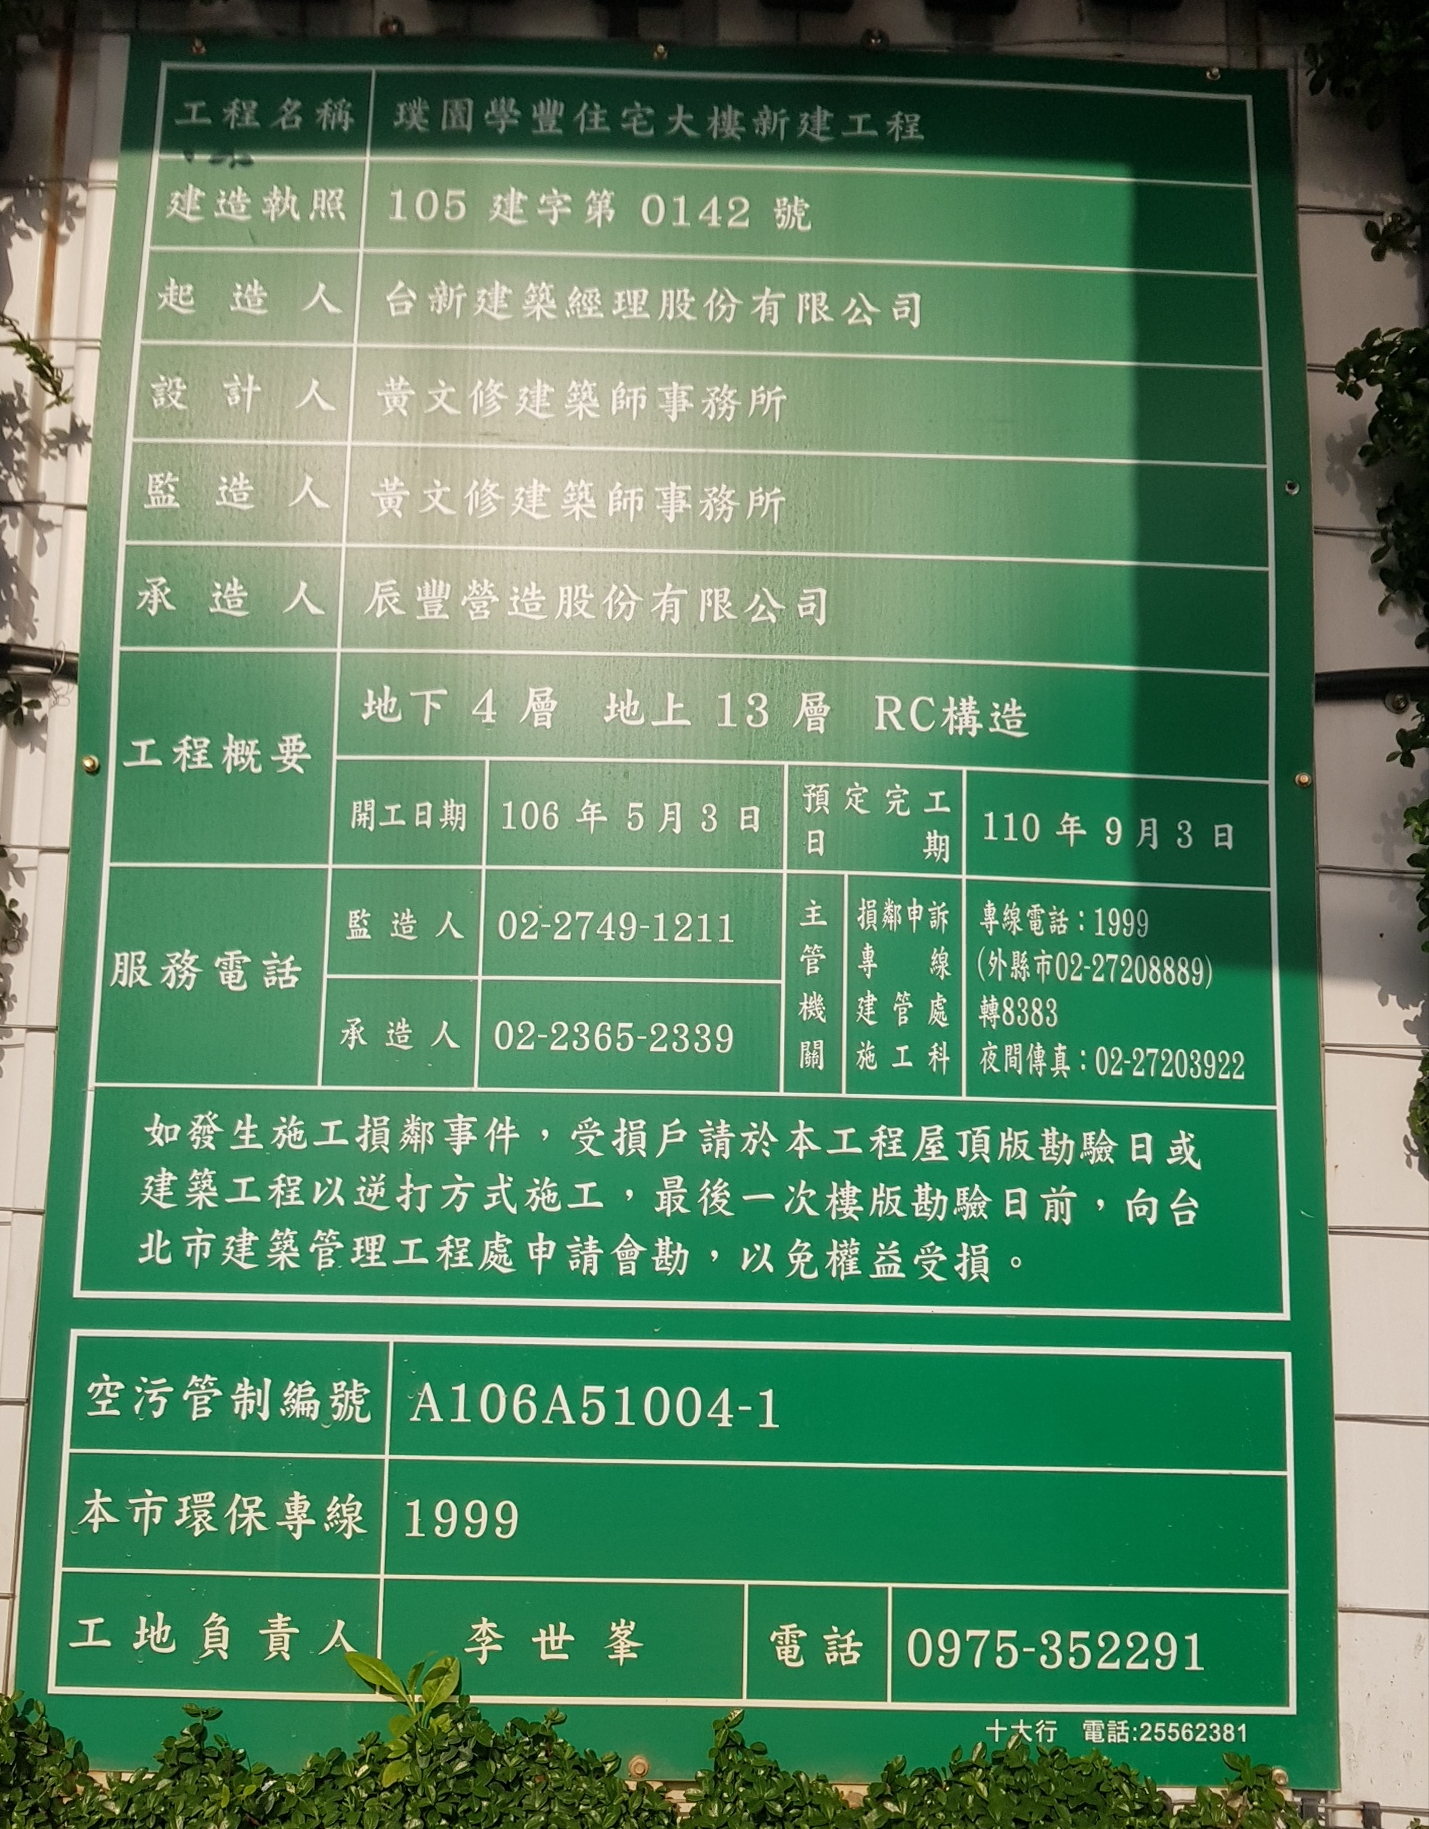 工程名稱 璞園學豐住宅大樓新建工程
建造執照 105 建字第 0142 號
起造人 台新建築經理股份有限公司
設計人 黃文修建築師事務所
監造人 黃文修建築師事務所
承造人 辰豐營造股份有限公司
工程概要 地下 4 層 地上 13 層 RC構造
開工日期 106 年 5 月 3 日 預定完工日期 110 年 9 月 3 日
服務電話 監造人 02-2749-1211
承造人 02-2365-2339
主管機關
損鄰申訴
專線
建管處
施工科
專線電話：1999
(外縣市02-27208889)
轉8383
夜間傳真：02-27203922
如發生施工損鄰事件，受損戶請於本工程屋頂版勘驗日或
建築工程以逆打方式施工，最後一次樓版勘驗日前，向台
北市建築管理工程處申請會勘，以免權益受損。
空污管制編號 A106A51004-1
本市環保專線 1999
工地負責人 李世峯 電話 0975-352291
十大行 電話:25562381